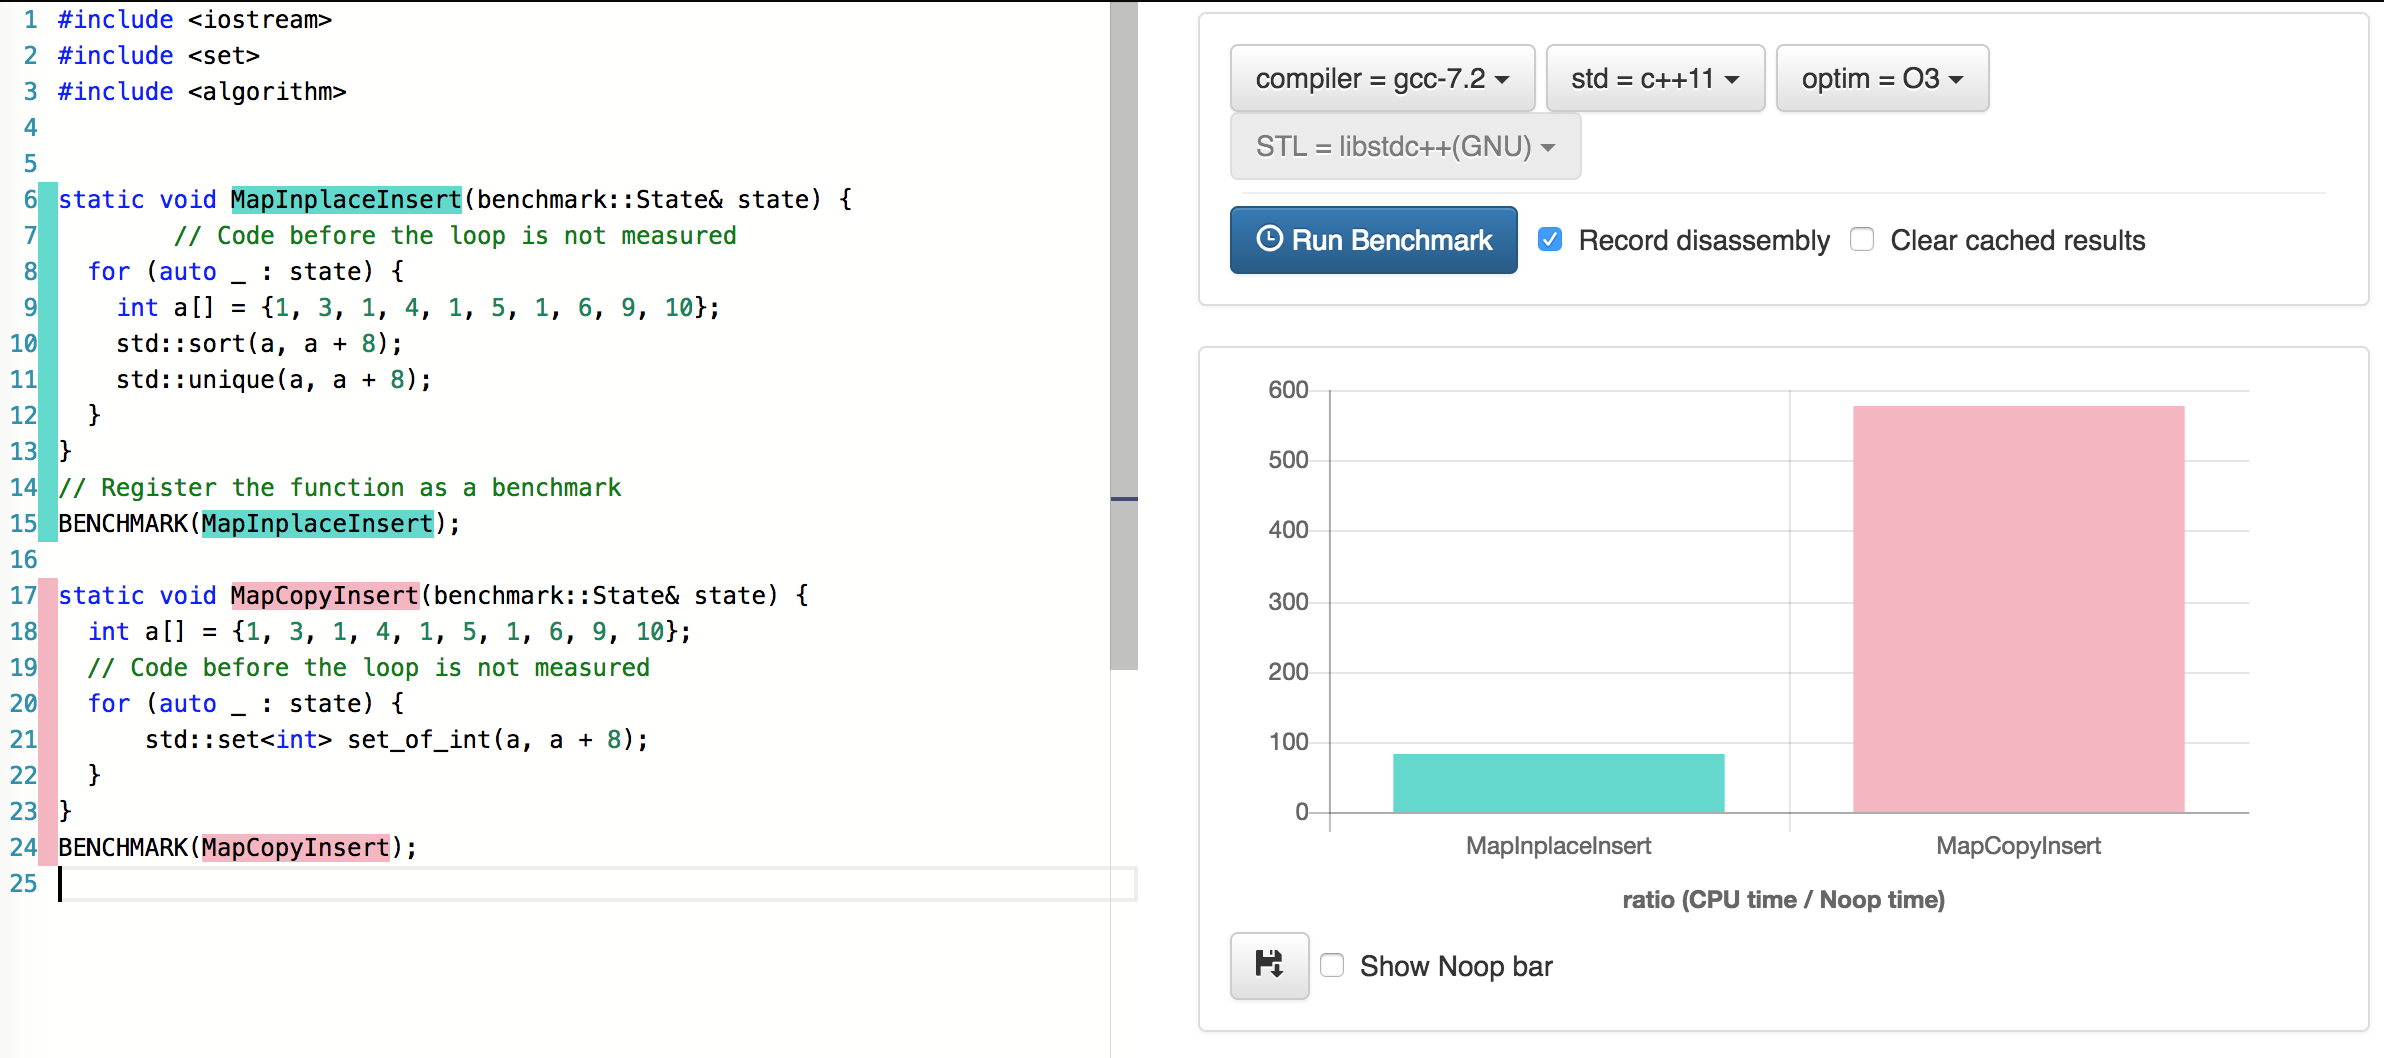 1 #include <iostream>
2 #include <set>
3 #include <algorithm>
4
5
6 static void MapInplaceInsert(benchmark::State& state) {
7         // Code before the loop is not measured
8   for (auto _ : state) {
9     int a[] = {1, 3, 1, 4, 1, 5, 1, 6, 9, 10};
10     std::sort(a, a + 8);
11     std::unique(a, a + 8);
12   }
13 }
14 // Register the function as a benchmark
15 BENCHMARK(MapInplaceInsert);
16
17 static void MapCopyInsert(benchmark::State& state) {
18   int a[] = {1, 3, 1, 4, 1, 5, 1, 6, 9, 10};
19   // Code before the loop is not measured
20   for (auto _ : state) {
21       std::set<int> set_of_int(a, a + 8);
22   }
23 }
24 BENCHMARK(MapCopyInsert);
25
compiler = gcc-7.2 std = c++11 optim = O3
STL = libstdc++(GNU)
Run Benchmark Record disassembly Clear cached results
600
500
400
300
200
100
0
MapInplaceInsert MapCopyInsert
ratio (CPU time / Noop time)
Show Noop bar